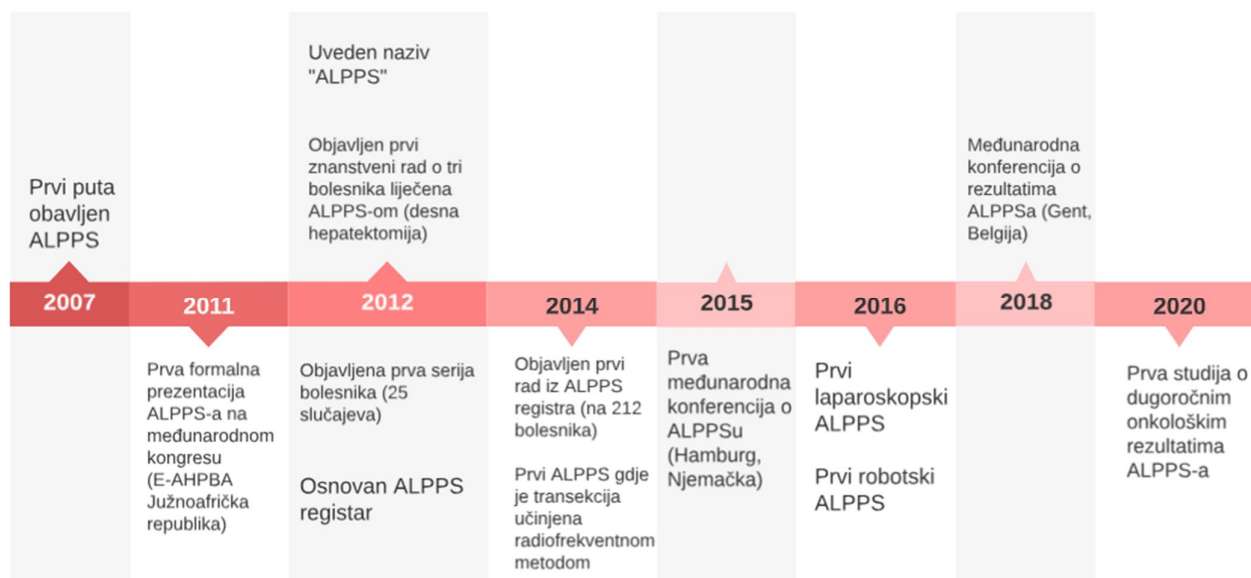 2007
Prvi puta
obavljen
ALPPS
2011
Prva formalna
prezentacija
ALPPS-a na
međunarodnom
kongresu
(E-AHPBA
Južnoafrička
republika)
2012
Uveden naziv
"ALPPS"
Objavljen prvi
znanstveni rad o tri
bolesnika liječena
ALPPS-om (desna
hepatektomija)
Objavljena prva serija
bolesnika (25
slučajeva)
Osnovan ALPPS
registar
2014
Objavljen prvi
rad iz ALPPS
registra (na 212
bolesnika)
Prvi ALPPS gdje
je transekcija
učinjena
radiofrekventnom
metodom
2015
Prva
međunarodna
konferencija o
ALPPSu
(Hamburg,
Njemačka)
2016
Prvi
laparoskopski
ALPPS
Prvi robotski
ALPPS
2018
Međunarodna
konferencija o
rezultatima
ALPPSa (Gent,
Belgija)
2020
Prva studija o
dugoročnim
onkološkim
rezultatima
ALPPS-a